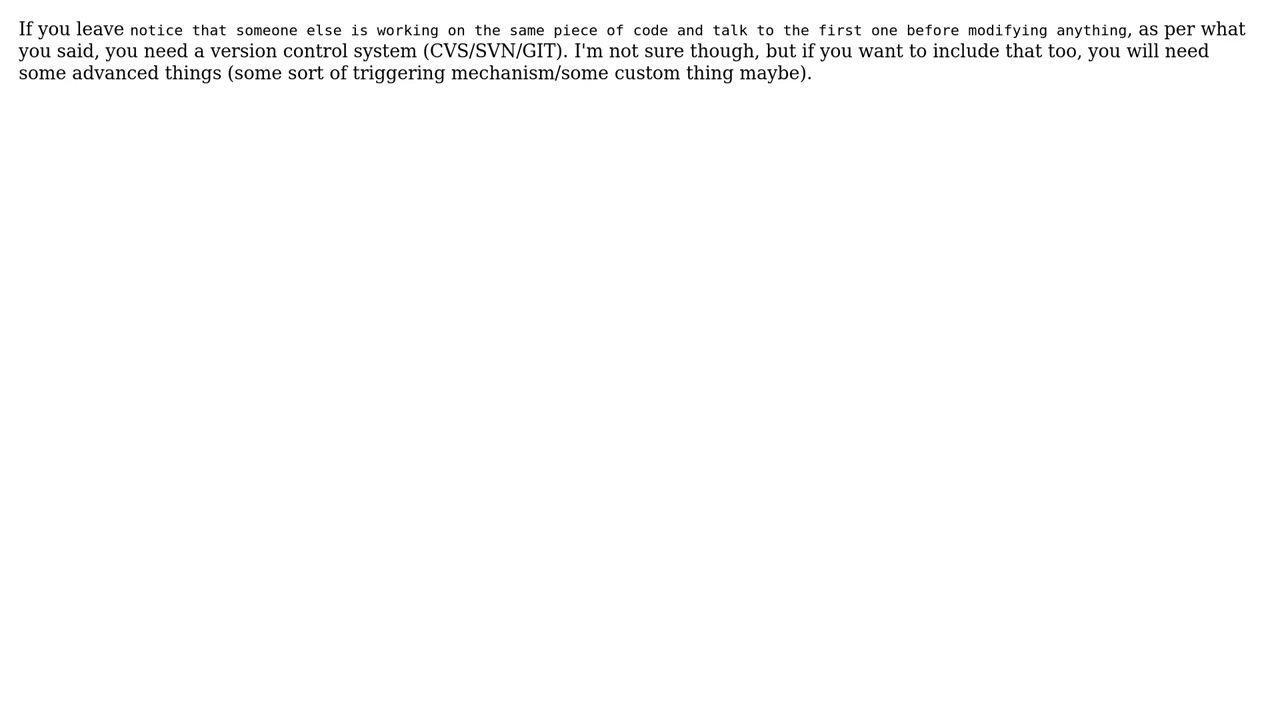 If you leave notice that someone else is working on the same piece of code and talk to the first one before modifying anything, as per what
you said, you need a version control system (CVS/SVN/GIT). I'm not sure though, but if you want to include that too, you will need
some advanced things (some sort of triggering mechanism/some custom thing maybe).